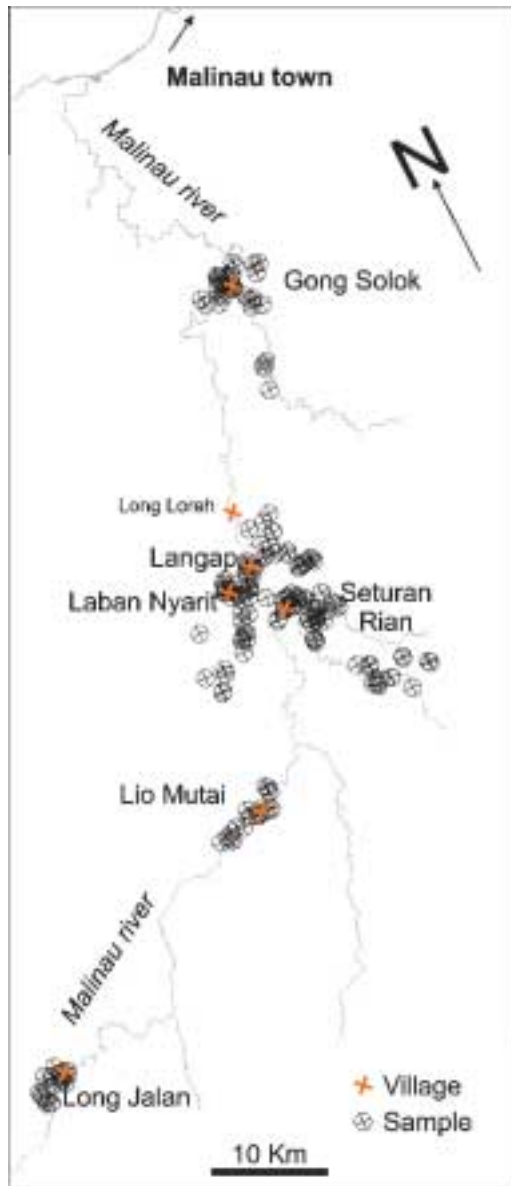 Malinau town
Malinau river
N
Gong Solok
Long Loreh
Langap
Laban Nyarit
Seturan
Rian
Lio Mutai
Malinau river
Long Jalan
Village
Sample
10 Km